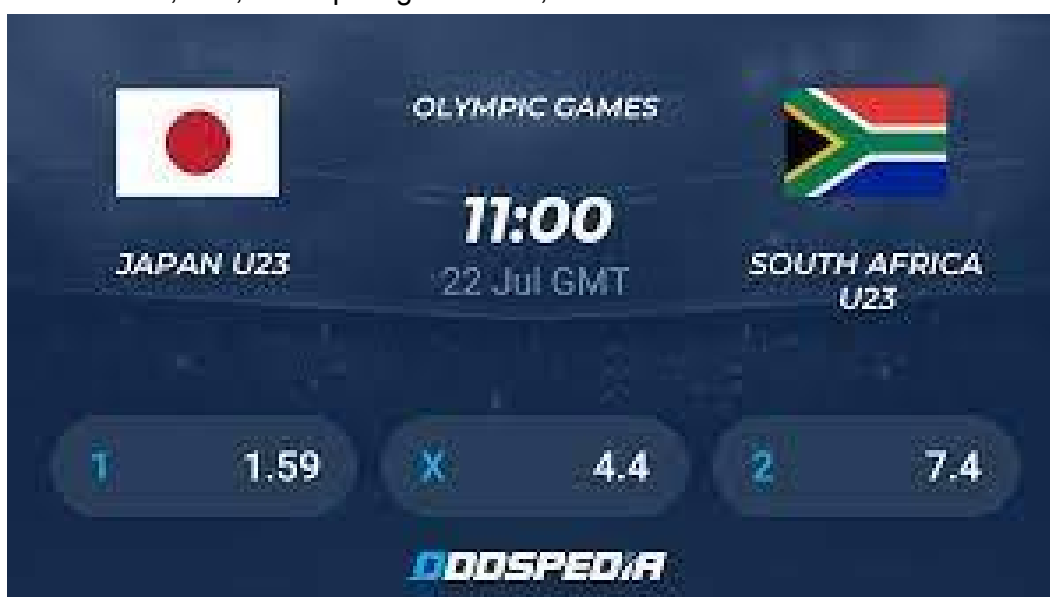 OLYMPIC GAMES
11:00
22 Jul GMT
JAPAN U23
SOUTH AFRICA
U23
1 1.59
X 4.4
2 7.4
ODDSPEDiA